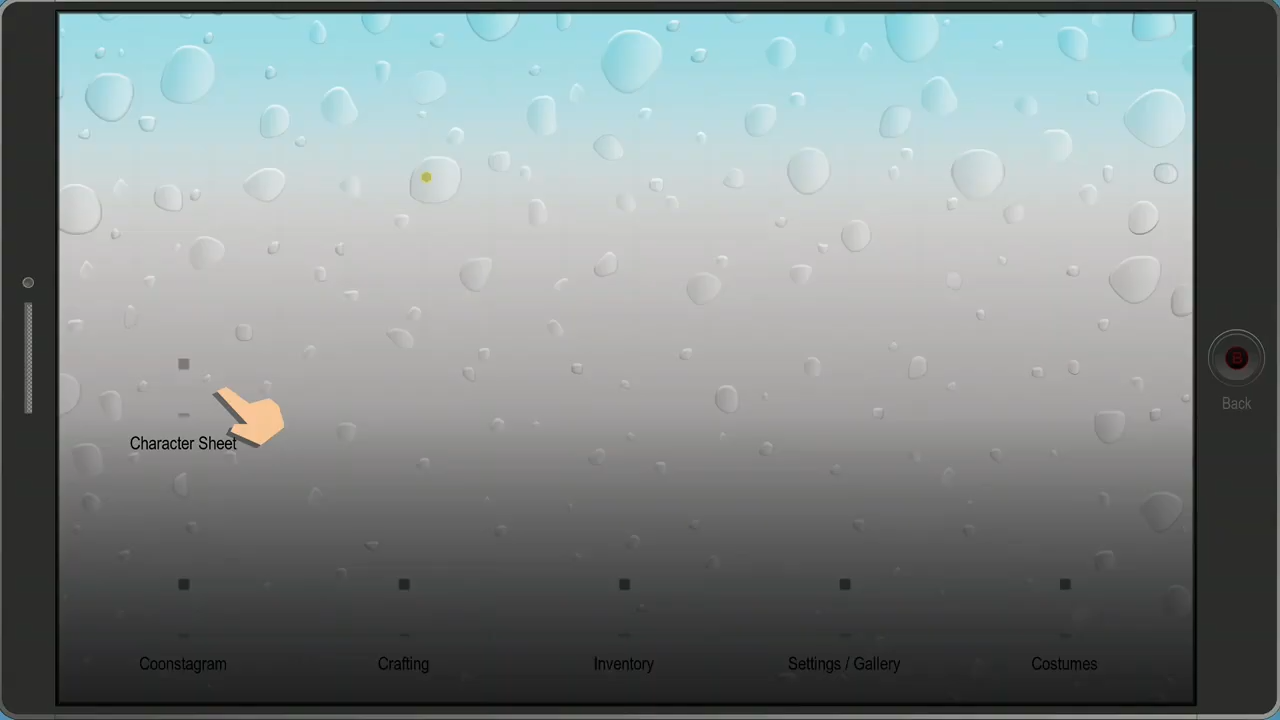 B
Back
Character Sheet
Coonstagram
Crafting
Inventory
Settings / Gallery
Costumes